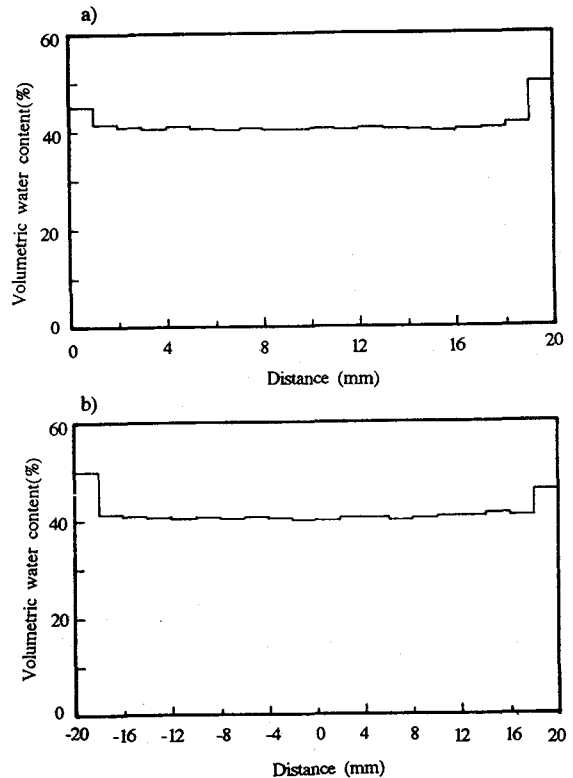 a)
60
40
20
0
Volumetric water content(%)
0 4 8 12 16 20
Distance (mm)
b)
60
40
20
0
Volumetric water content(%)
-20 -16 -12 -8 -4 0 4 8 12 16 20
Distance (mm)